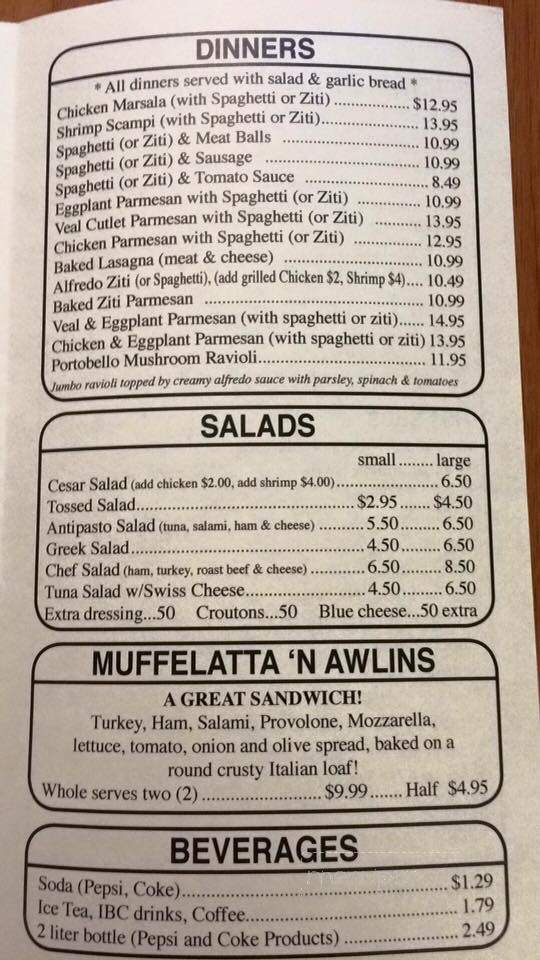 DINNERS
* All dinners served with salad & garlic bread *
Chicken Marsala (with Spaghetti or Ziti) .................. $12.95
Shrimp Scampi (with Spaghetti or Ziti)....................... 13.95
Spaghetti (or Ziti) & Meat Balls ................................ 10.99
Spaghetti (or Ziti) & Sausage .................................... 10.99
Spaghetti (or Ziti) & Tomato Sauce ............................ 8.49
Eggplant Parmesan with Spaghetti (or Ziti) ............... 10.99
Veal Cutlet Parmesan with Spaghetti (or Ziti) ........... 13.95
Chicken Parmesan with Spaghetti (or Ziti) ................ 12.95
Baked Lasagna (meat & cheese) ................................ 10.99
Alfredo Ziti (or Spaghetti), (add grilled Chicken $2, Shrimp $4).... 10.49
Baked Ziti Parmesan .................................................. 10.99
Veal & Eggplant Parmesan (with spaghetti or ziti)...... 14.95
Chicken & Eggplant Parmesan (with spaghetti or ziti) 13.95
Portobello Mushroom Ravioli...................................... 11.95
Jumbo ravioli topped by creamy alfredo sauce with parsley, spinach & tomatoes
SALADS
small ........ large
Cesar Salad (add chicken $2.00, add shrimp $4.00)....................... 6.50
Tossed Salad.................................................. $2.95 ....... $4.50
Antipasto Salad (tuna, salami, ham & cheese) .......... 5.50......... 6.50
Greek Salad..................................................... 4.50......... 6.50
Chef Salad (ham, turkey, roast beef & cheese) ............ 6.50......... 8.50
Tuna Salad w/Swiss Cheese........................... 4.50......... 6.50
Extra dressing...50 Croutons...50 Blue cheese...50 extra
MUFFELATTA 'N AWLINS
A GREAT SANDWICH!
Turkey, Ham, Salami, Provolone, Mozzarella,
lettuce, tomato, onion and olive spread, baked on a
round crusty Italian loaf!
Whole serves two (2) .......................... $9.99....... Half $4.95
BEVERAGES
Soda (Pepsi, Coke)......................................................... $1.29
Ice Tea, IBC drinks, Coffee.............................................. 1.79
2 liter bottle (Pepsi and Coke Products) ........................ 2.49